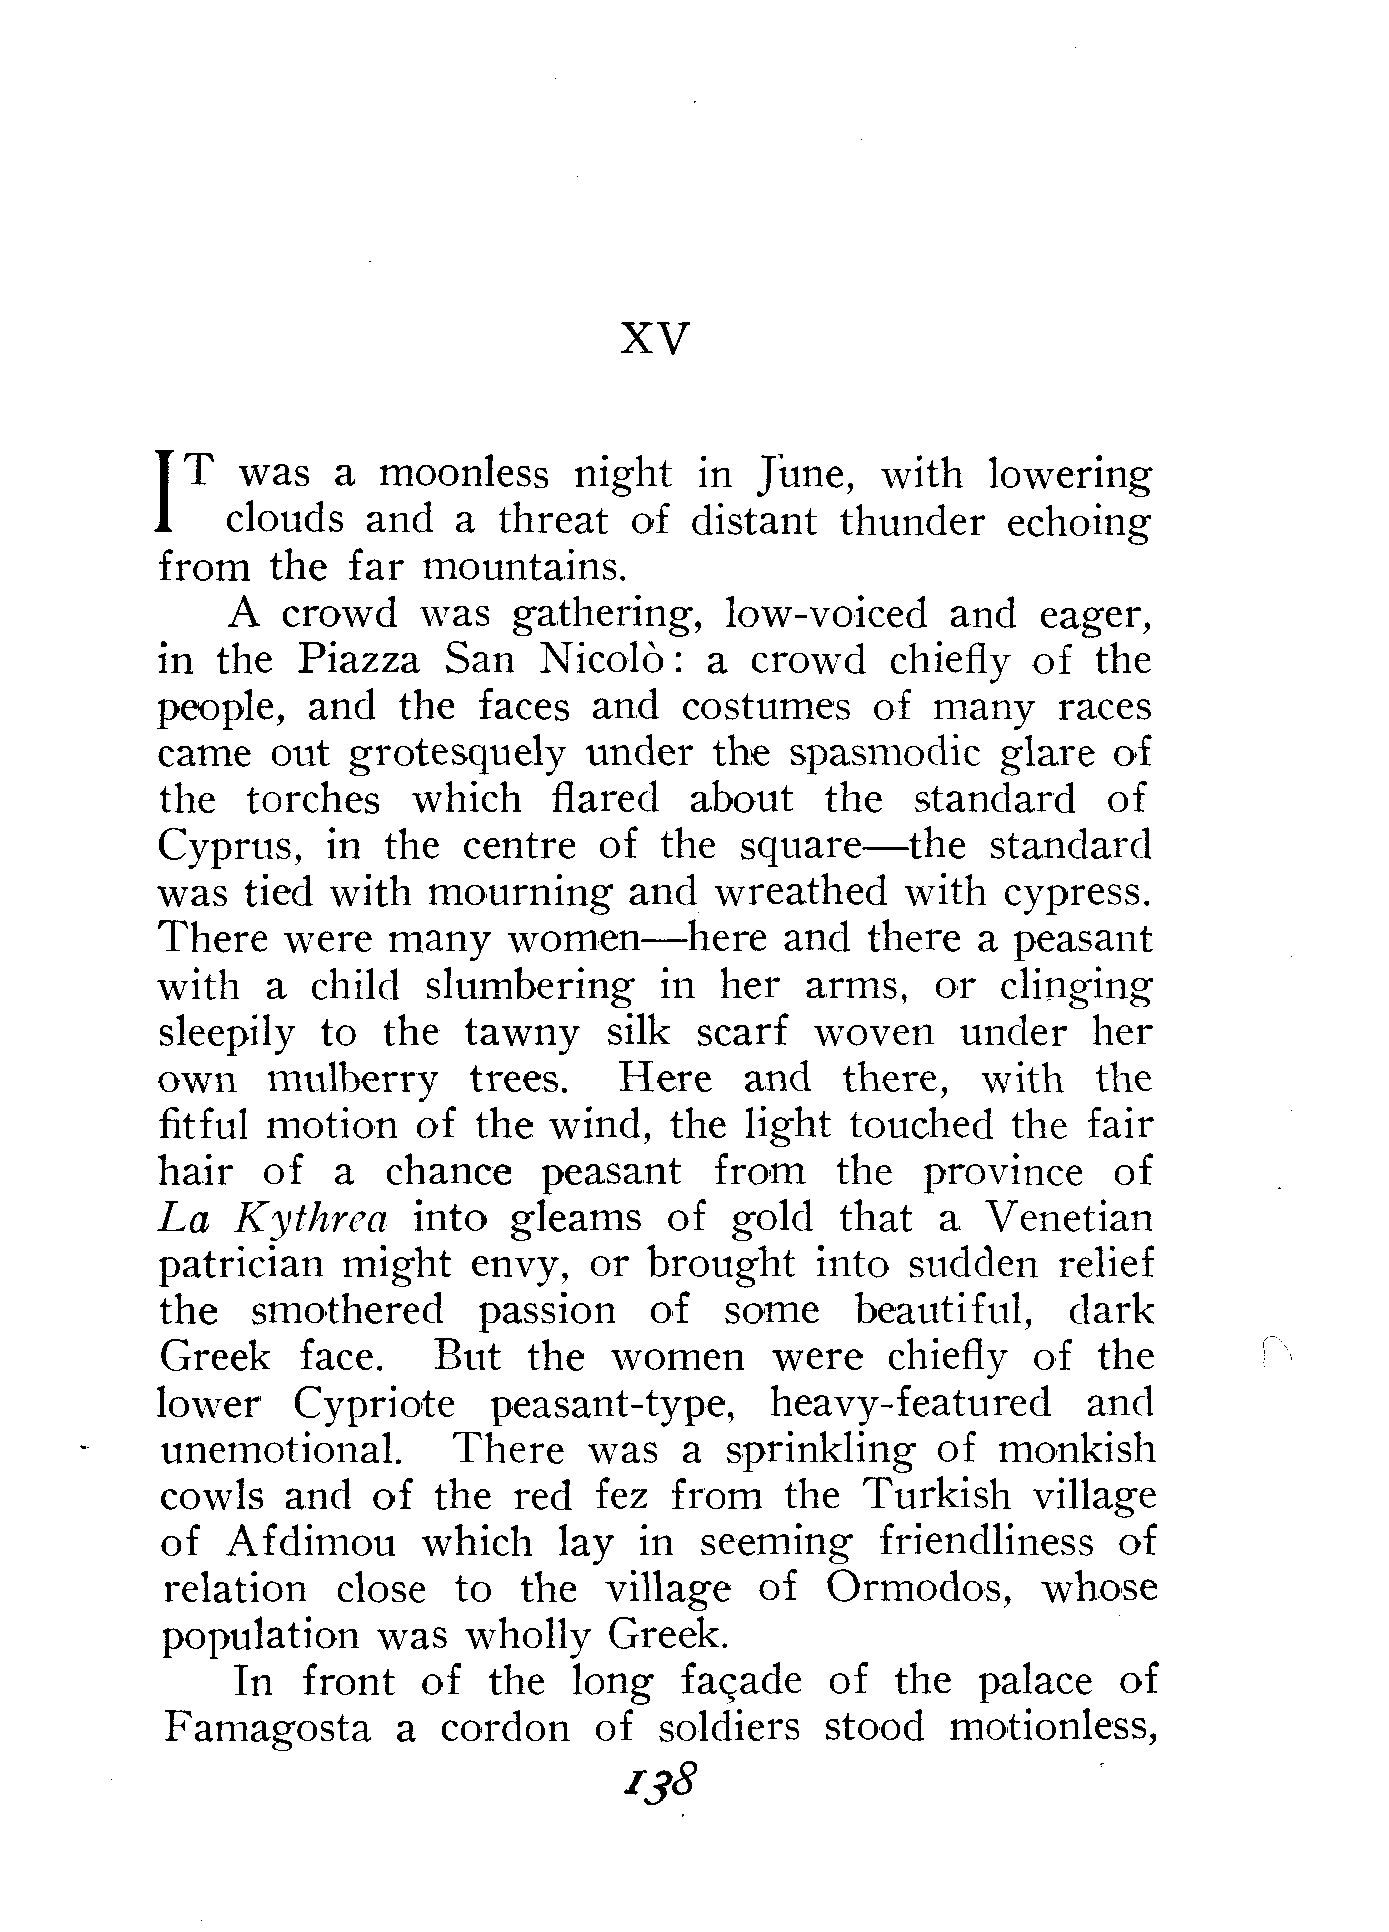 XV
IT was a moonless night in June, with lowering
clouds and a threat of distant thunder echoing
from the far mountains.
A crowd was gathering, low-voiced and eager,
in the Piazza San Nicolò: a crowd chiefly of the
people, and the faces and costumes of many races
came out grotesquely under the spasmodic glare of
the torches which flared about the standard of
Cyprus, in the centre of the square—the standard
was tied with mourning and wreathed with cypress.
There were many women—here and there a peasant
with a child slumbering in her arms, or clinging
sleepily to the tawny silk scarf woven under her
own mulberry trees. Here and there, with the
fitful motion of the wind, the light touched the fair
hair of a chance peasant from the province of
La Kythrea into gleams of gold that a Venetian
patrician might envy, or brought into sudden relief
the smothered passion of some beautiful, dark
Greek face. But the women were chiefly of the
lower Cypriote peasant-type, heavy-featured and
unemotional. There was a sprinkling of monkish
cowls and of the red fez from the Turkish village
of Afdimou which lay in seeming friendliness of
relation close to the village of Ormodos, whose
population was wholly Greek.
In front of the long façade of the palace of
Famagosta a cordon of soldiers stood motionless,
138